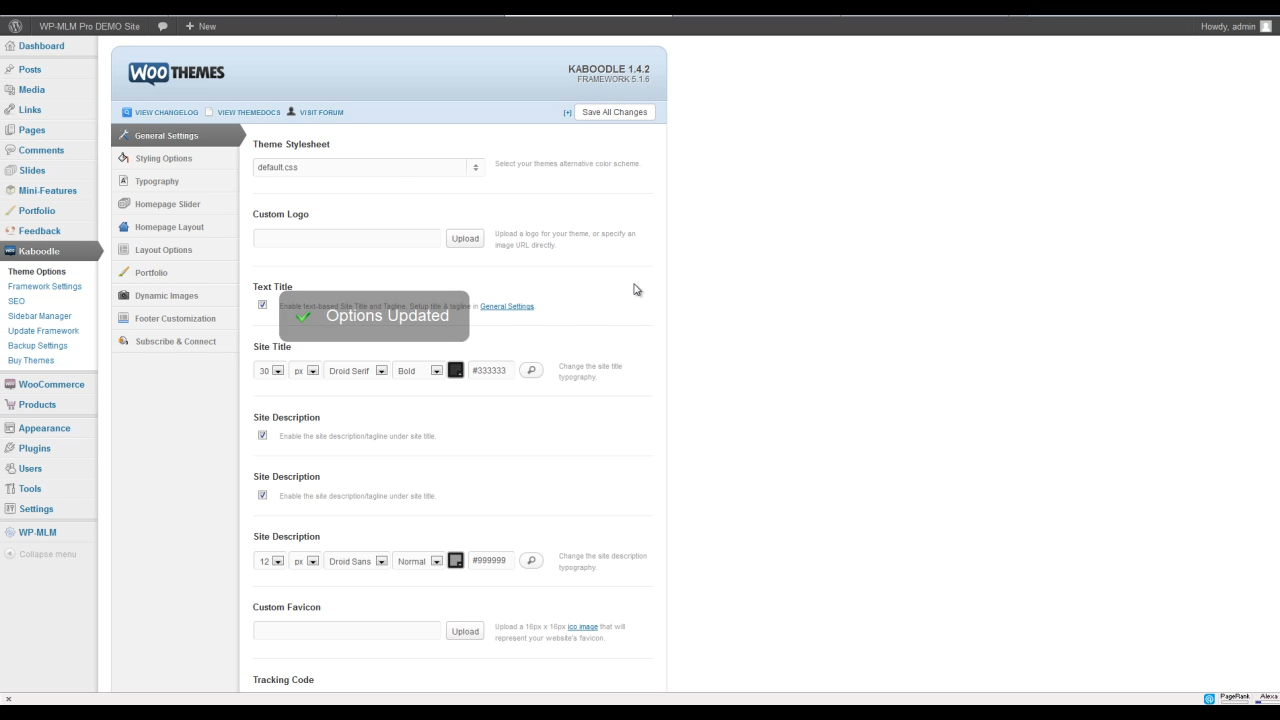 WP-MLM Pro DEMO Site
New
Howdy, admin
Dashboard
Posts
Media
Links
Pages
Comments
Slides
Mini-Features
Portfolio
Feedback
Kaboodle
Theme Options
Framework Settings
SEO
Sidebar Manager
Update Framework
Backup Settings
Buy Themes
WooCommerce
Products
Appearance
Plugins
Users
Tools
Settings
WP-MLM
Collapse menu
WOO THEMES
KABOODLE 1.4.2
FRAMEWORK 5.1.6
VIEW CHANGELOG
VIEW THEMEDOCS
VISIT FORUM
[+]
Save All Changes
General Settings
Styling Options
Typography
Homepage Slider
Homepage Layout
Layout Options
Portfolio
Dynamic Images
Footer Customization
Subscribe & Connect
Theme Stylesheet
default.css
Select your themes alternative color scheme.
Custom Logo
Upload
Upload a logo for your theme, or specify an
image URL directly.
Text Title
Enable text-based Site Title and Tagline. Setup title & tagline in General Settings.
Options Updated
Site Title
30
px
Droid Serif
Bold
#333333
Change the site title
typography.
Site Description
Enable the site description/tagline under site title.
Site Description
Enable the site description/tagline under site title.
Site Description
12
px
Droid Sans
Normal
#999999
Change the site description
typography.
Custom Favicon
Upload
Upload a 16px x 16px ico image that will
represent your website's favicon.
Tracking Code
PageRank
Alexa